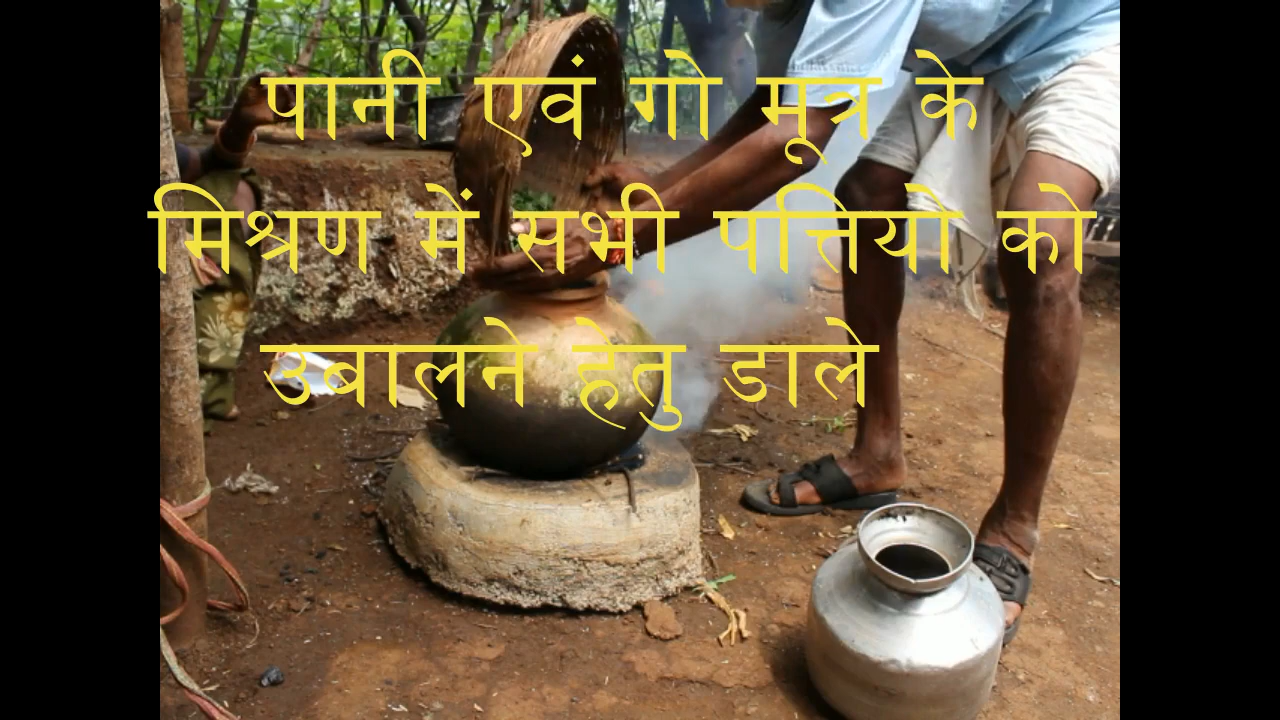 पानी एवं गो मूत्र के
मिश्रण में सभी पत्तियो को
उबालने हेतु डाले